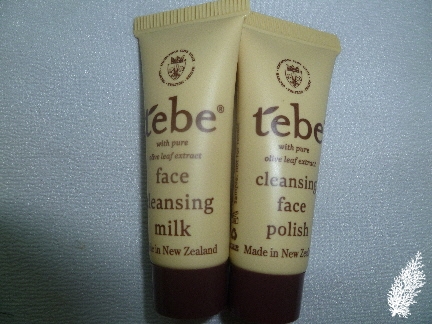 tebe®
with pure
olive leaf extract
face
cleansing
milk
Made in New Zealand
tebe
with pure
olive leaf extract
cleansing
face
polish
Made in New